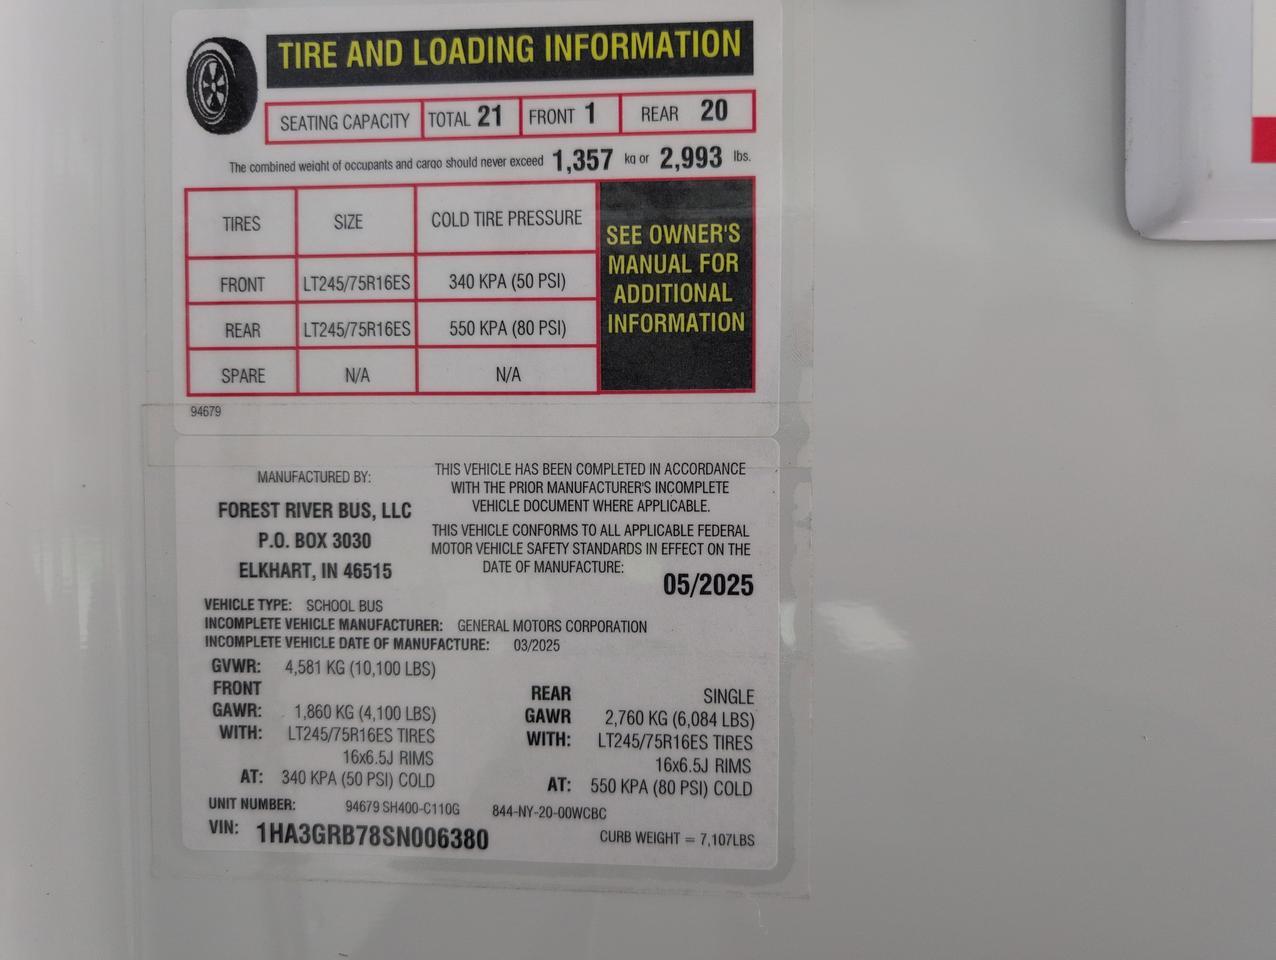 TIRE AND LOADING INFORMATION
SEATING CAPACITY TOTAL 21 FRONT 1 REAR 20
The combined weight of occupants and cargo should never exceed 1,357 kg or 2,993 lbs.
TIRES SIZE COLD TIRE PRESSURE
FRONT LT245/75R16ES 340 KPA (50 PSI)
REAR LT245/75R16ES 550 KPA (80 PSI)
SPARE N/A N/A
SEE OWNER'S
MANUAL FOR
ADDITIONAL
INFORMATION
94679
MANUFACTURED BY:
FOREST RIVER BUS, LLC
P.O. BOX 3030
ELKHART, IN 46515
THIS VEHICLE HAS BEEN COMPLETED IN ACCORDANCE
WITH THE PRIOR MANUFACTURER'S INCOMPLETE
VEHICLE DOCUMENT WHERE APPLICABLE.
THIS VEHICLE CONFORMS TO ALL APPLICABLE FEDERAL
MOTOR VEHICLE SAFETY STANDARDS IN EFFECT ON THE
DATE OF MANUFACTURE: 05/2025
VEHICLE TYPE: SCHOOL BUS
INCOMPLETE VEHICLE MANUFACTURER: GENERAL MOTORS CORPORATION
INCOMPLETE VEHICLE DATE OF MANUFACTURE: 03/2025
GVWR: 4,581 KG (10,100 LBS)
FRONT
GAWR: 1,860 KG (4,100 LBS)
WITH: LT245/75R16ES TIRES
16x6.5J RIMS
AT: 340 KPA (50 PSI) COLD
REAR SINGLE
GAWR 2,760 KG (6,084 LBS)
WITH: LT245/75R16ES TIRES
16x6.5J RIMS
AT: 550 KPA (80 PSI) COLD
UNIT NUMBER: 94679 SH400-C110G 844-NY-20-00WCBC
VIN: 1HA3GRB78SN006380 CURB WEIGHT = 7,107LBS